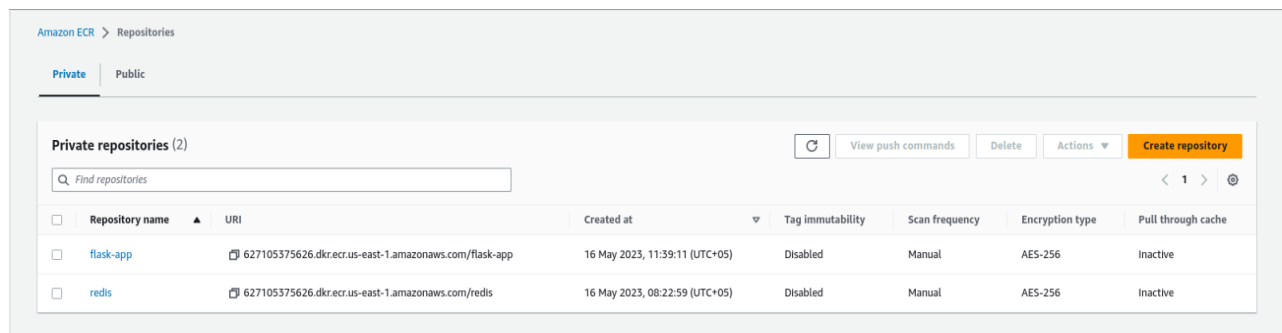 Amazon ECR > Repositories
Private Public
Private repositories (2) View push commands Delete Actions Create repository
Find repositories < 1 >
Repository name URI Created at Tag immutability Scan frequency Encryption type Pull through cache
flask-app 627105375626.dkr.ecr.us-east-1.amazonaws.com/flask-app 16 May 2023, 11:39:11 (UTC+05) Disabled Manual AES-256 Inactive
redis 627105375626.dkr.ecr.us-east-1.amazonaws.com/redis 16 May 2023, 08:22:59 (UTC+05) Disabled Manual AES-256 Inactive